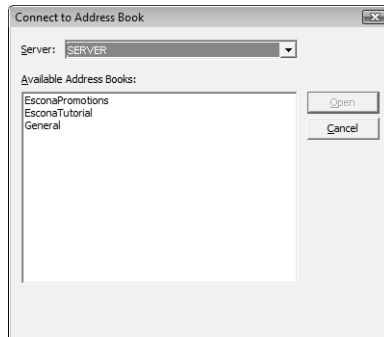 Connect to Address Book
Server: SERVER
Available Address Books:
EsconaPromotions
EsconaTutorial
General
Open
Cancel